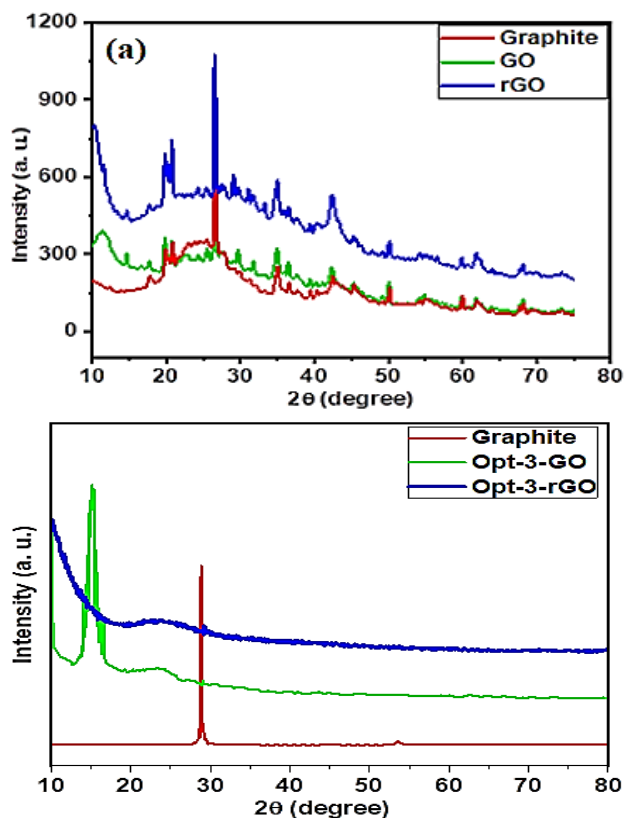 (a)
Graphite
GO
rGO
Intensity (a. u.)
1200
900
600
300
0
10 20 30 40 50 60 70 80
2θ (degree)
Graphite
Opt-3-GO
Opt-3-rGO
Intensity (a. u.)
10 20 30 40 50 60 70 80
2θ (degree)